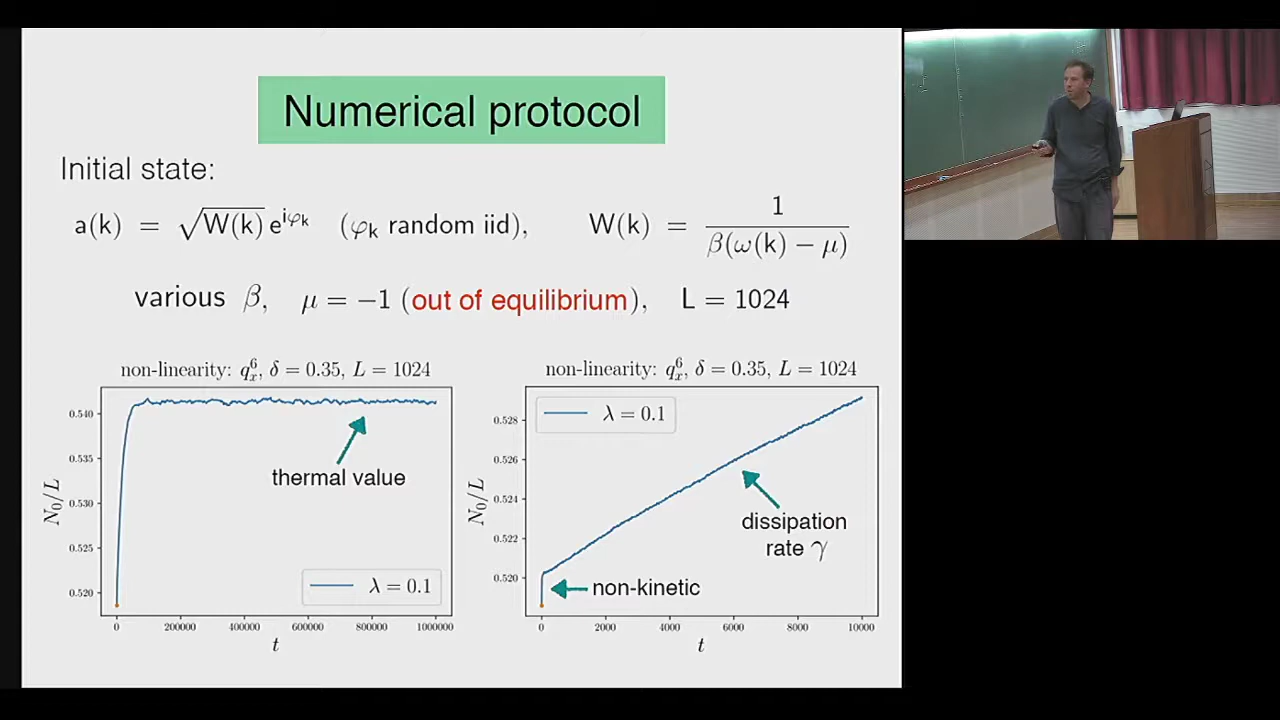 Numerical protocol
Initial state:
a(k) = √W(k) e^{iφ_k} (φ_k random iid), W(k) = 1 / β(ω(k) − μ)
various β, μ = −1 (out of equilibrium), L = 1024
non-linearity: q_x^6, δ = 0.35, L = 1024
0.540
0.535
0.530
0.525
0.520
N_0/L
thermal value
λ = 0.1
0
200000
400000
600000
800000
1000000
t
non-linearity: q_x^6, δ = 0.35, L = 1024
λ = 0.1
0.528
0.526
0.524
0.522
0.520
N_0/L
dissipation
rate γ
non-kinetic
0
2000
4000
6000
8000
10000
t